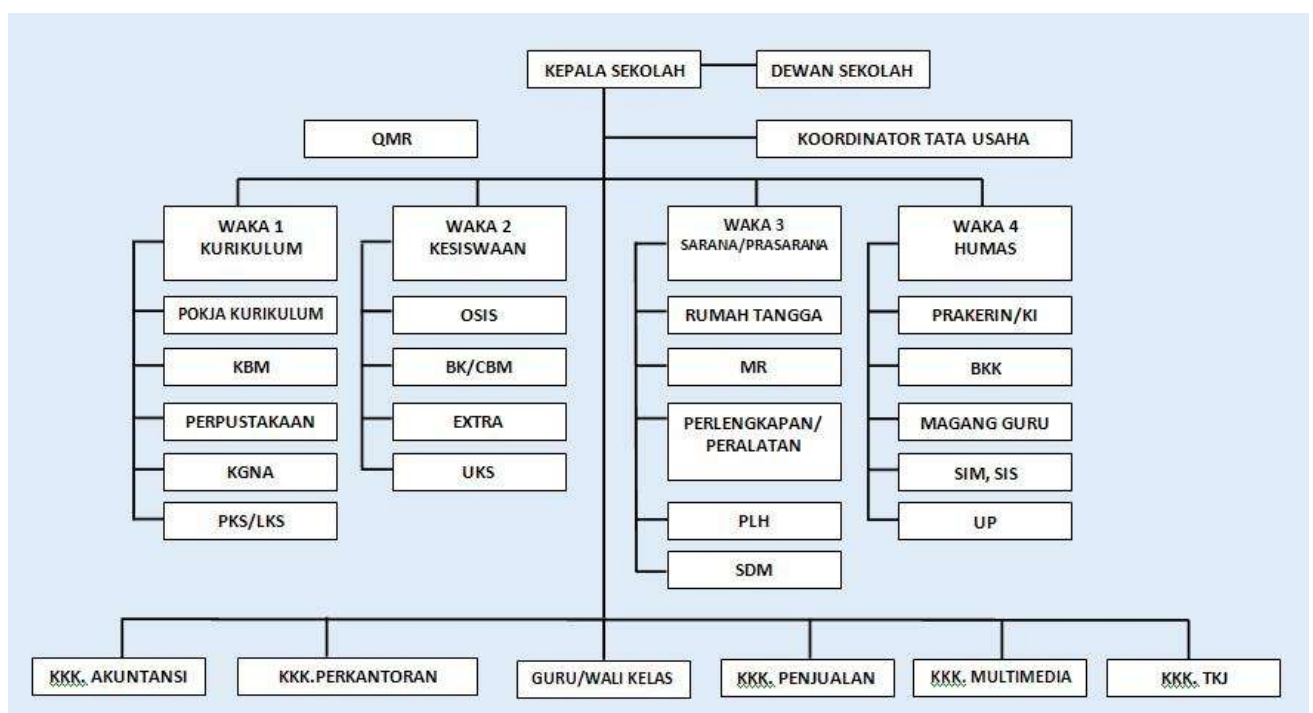 KEPALA SEKOLAH
DEWAN SEKOLAH
QMR
KOORDINATOR TATA USAHA
WAKA 1
KURIKULUM
WAKA 2
KESISWAAN
WAKA 3
SARANA/PRASARANA
WAKA 4
HUMAS
POKJA KURIKULUM
OSIS
RUMAH TANGGA
PRAKERIN/KI
KBM
BK/CBM
MR
BKK
PERPUSTAKAAN
EXTRA
PERLENGKAPAN/
PERALATAN
MAGANG GURU
KGNA
UKS
SIM, SIS
PKS/LKS
PLH
UP
SDM
KKK. AKUNTANSI
KKK.PERKANTORAN
GURU/WALI KELAS
KKK. PENJUALAN
KKK. MULTIMEDIA
KKK. TKJ